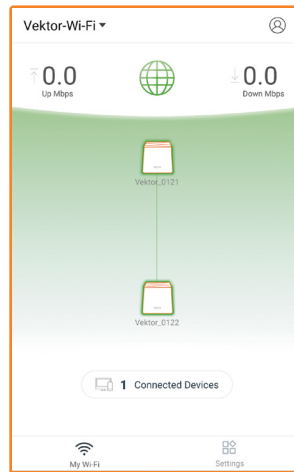 Vektor-Wi-Fi
0.0
Up Mbps
0.0
Down Mbps
Vektor_0121
Vektor_0122
1 Connected Devices
My Wi-Fi
Settings